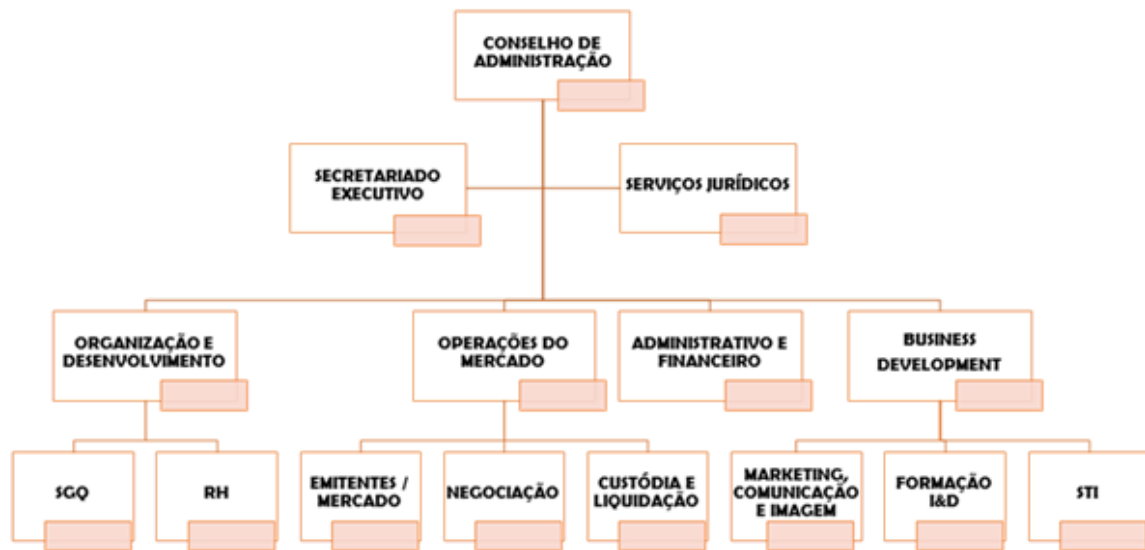 CONSELHO DE
ADMINISTRAÇÃO
SECRETARIADO
EXECUTIVO
SERVIÇOS JURÍDICOS
ORGANIZAÇÃO E
DESENVOLVIMENTO
OPERAÇÕES DO
MERCADO
ADMINISTRATIVO E
FINANCEIRO
BUSINESS
DEVELOPMENT
SGQ
RH
EMITENTES /
MERCADO
NEGOCIAÇÃO
CUSTÓDIA E
LIQUIDAÇÃO
MARKETING,
COMUNICAÇÃO
E IMAGEM
FORMAÇÃO
I&D
STI